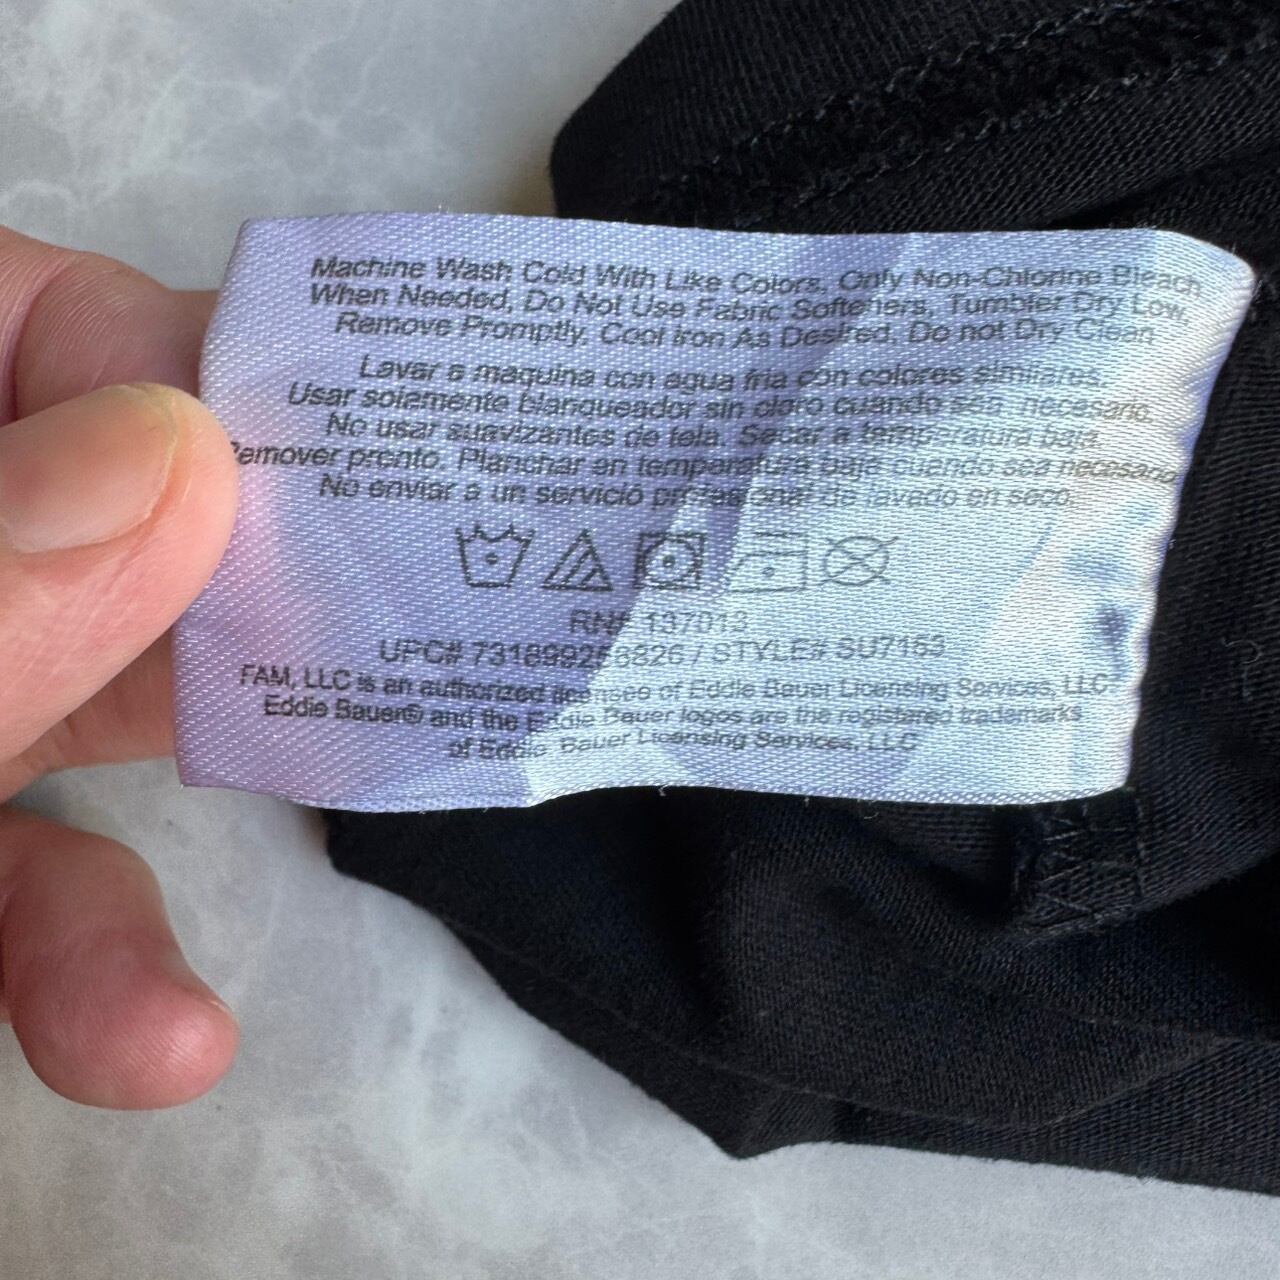 Machine Wash Cold With Like Colors, Only Non-Chlorine Bleach
When Needed, Do Not Use Fabric Softeners, Tumbler Dry Low,
Remove Promptly, Cool Iron As Desired, Do not Dry Clean
Lavar a maquina con agua fria con colores similares.
Usar solamente blanqueador sin cloro cuando sea necesario.
No usar suavizantes de tela. Secar a temperatura baja.
Remover pronto. Planchar en temperatura baja cuando sea necesario
No enviar a un servició profesional de lavado en seco.
RN# 137013
UPC# / STYLE# SU7153
FAM, LLC is an authorized licensee of Eddie Bauer Licensing Services, LLC
Eddie Bauer® and the Eddie Bauer logos are the registered trademarks
of Eddie Bauer Licensing Services, LLC